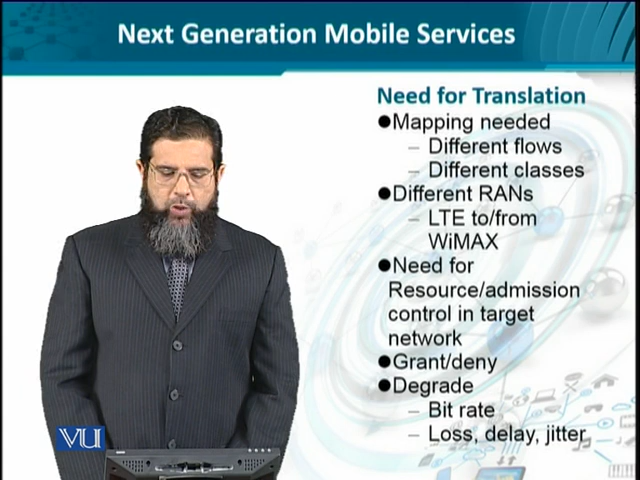 Next Generation Mobile Services
Need for Translation
●Mapping needed
– Different flows
– Different classes
●Different RANs
– LTE to/from
WiMAX
●Need for
Resource/admission
control in target
network
●Grant/deny
●Degrade
– Bit rate
– Loss, delay, jitter
VU